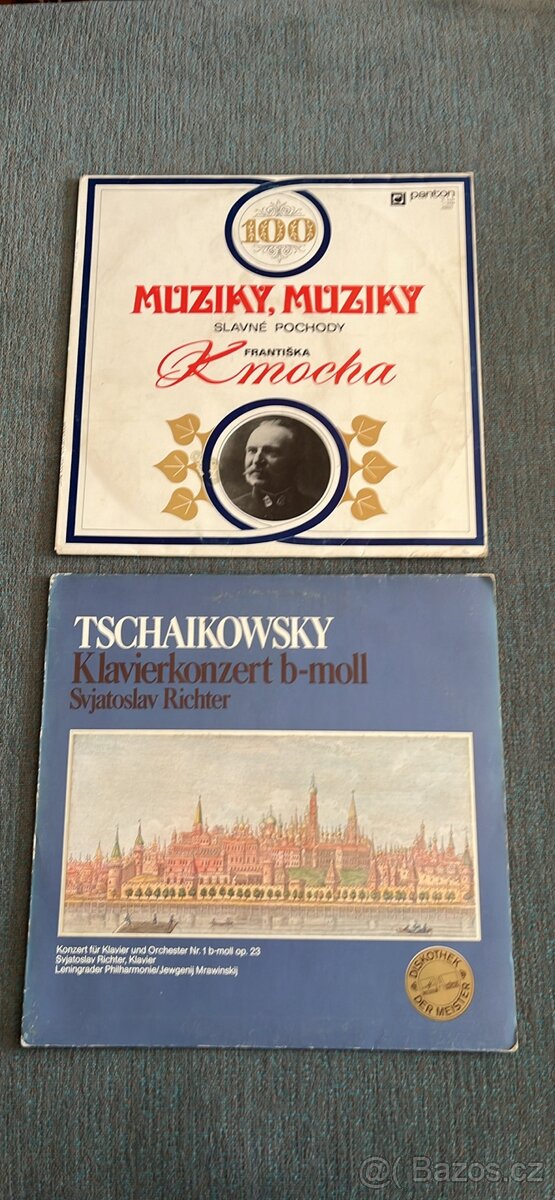 panton
100
MUZIKY, MUZIKY
SLAVNÉ POCHODY
FRANTIŠKA
Kmocha
TSCHAIKOWSKY
Klavierkonzert b-moll
Svjatoslav Richter
Konzert für Klavier und Orchester Nr. 1 b-moll op. 23
Svjatoslav Richter, Klavier
Leningrader Philharmonie/Jewgenij Mrawinskij
DISKOTHEK
DER MEISTER
@ Bazos.cz